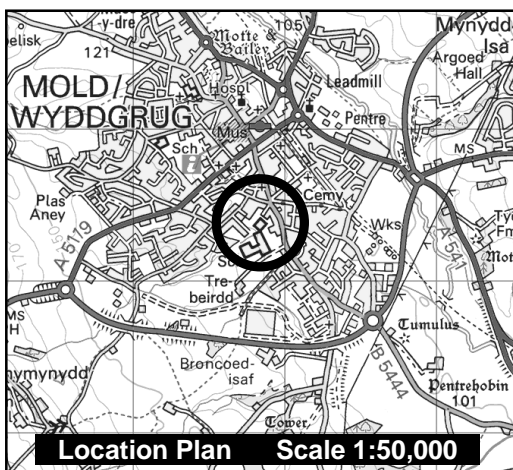 y-dre
belisk
121
Motte &
Bailey
105
Mynydd
Isa
Argoed
Hall
MOLD/
WYDDGRUG
Hospl
Leadmill
Mus
Pentre
Sch
MS
Plas
Aney
Cemy
Wks
A 5119
A 541
Tre-
beirdd
Tumulus
MS
Broncoed-
isaf
B 5444
nymynydd
Pentrehobin
101
Tower
Location Plan Scale 1:50,000